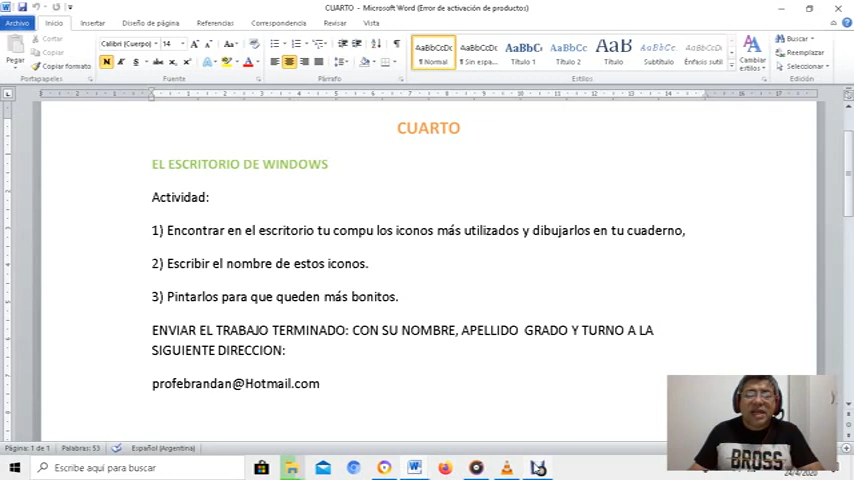 CUARTO - Microsoft Word (Error de activación de productos)
Archivo Inicio Insertar Diseño de página Referencias Correspondencia Revisar Vista
Cortar
Copiar
Copiar formato
Pegar
Portapapeles
Calibri (Cuerpo) 14
N K S
Fuente
Párrafo
AaBbCcDc AaBbCcDc AaBbC AaBbCc AaB AaBbCc. AaBbCcDc
¶ Normal ¶ Sin espa... Título 1 Título 2 Título Subtítulo Énfasis sutil
Cambiar estilos
Estilos
Buscar
Reemplazar
Seleccionar
Edición
CUARTO
EL ESCRITORIO DE WINDOWS
Actividad:
1) Encontrar en el escritorio tu compu los iconos más utilizados y dibujarlos en tu cuaderno,
2) Escribir el nombre de estos iconos.
3) Pintarlos para que queden más bonitos.
ENVIAR EL TRABAJO TERMINADO: CON SU NOMBRE, APELLIDO GRADO Y TURNO A LA
SIGUIENTE DIRECCION:
profebrandan@Hotmail.com
BROSS
Página: 1 de 1 Palabras: 53 Español (Argentina)
Escribe aquí para buscar
24/4/2020